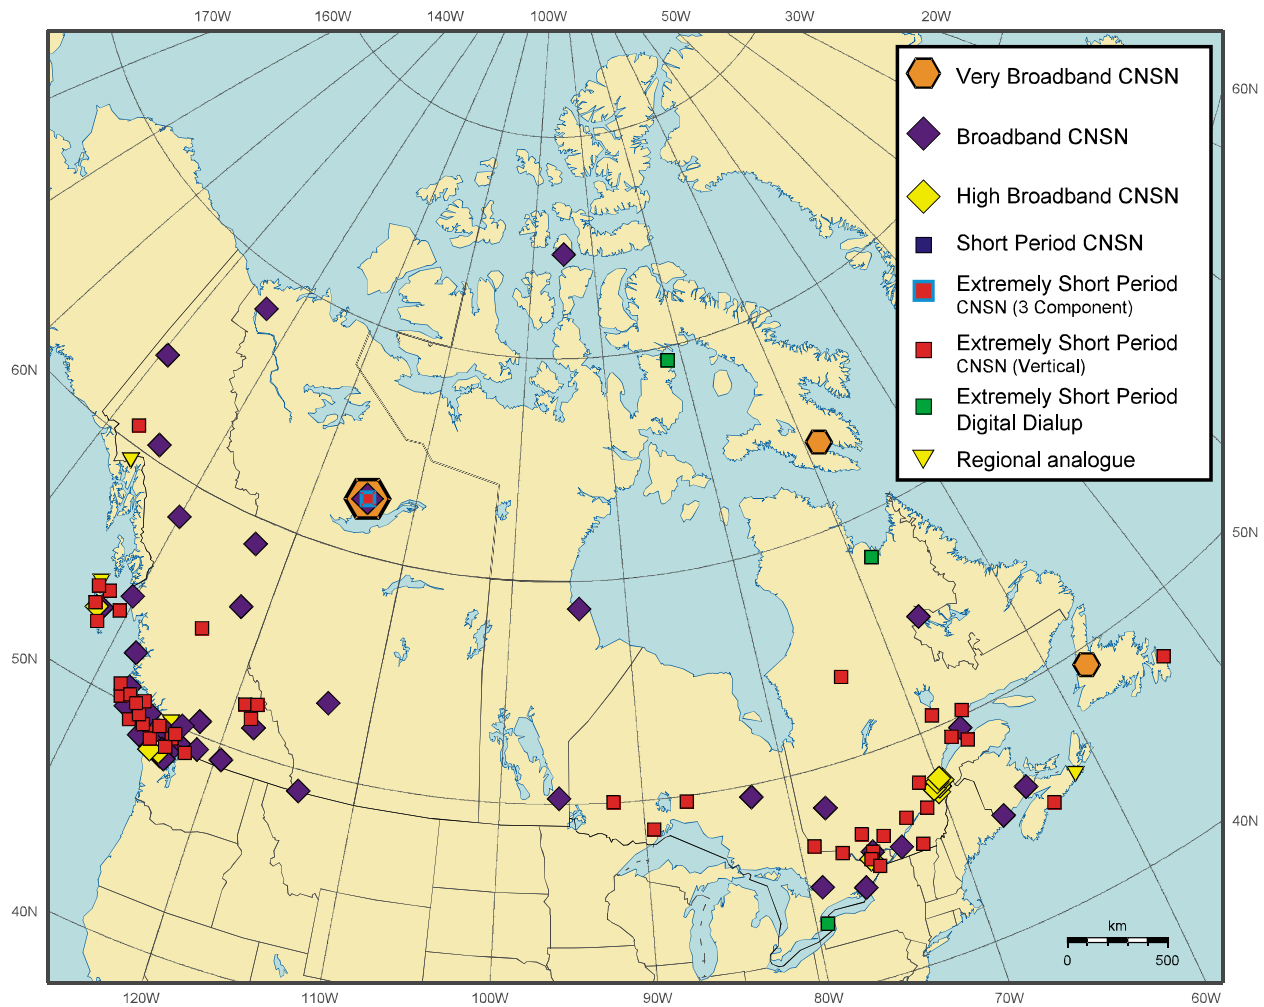 170W 160W 140W 100W 50W 30W 20W
Very Broadband CNSN
60N
Broadband CNSN
High Broadband CNSN
Short Period CNSN
Extremely Short Period
CNSN (3 Component)
Extremely Short Period
CNSN (Vertical)
60N
Extremely Short Period
Digital Dialup
Regional analogue
50N
50N
40N
40N
km
0 500
120W 110W 100W 90W 80W 70W 60W